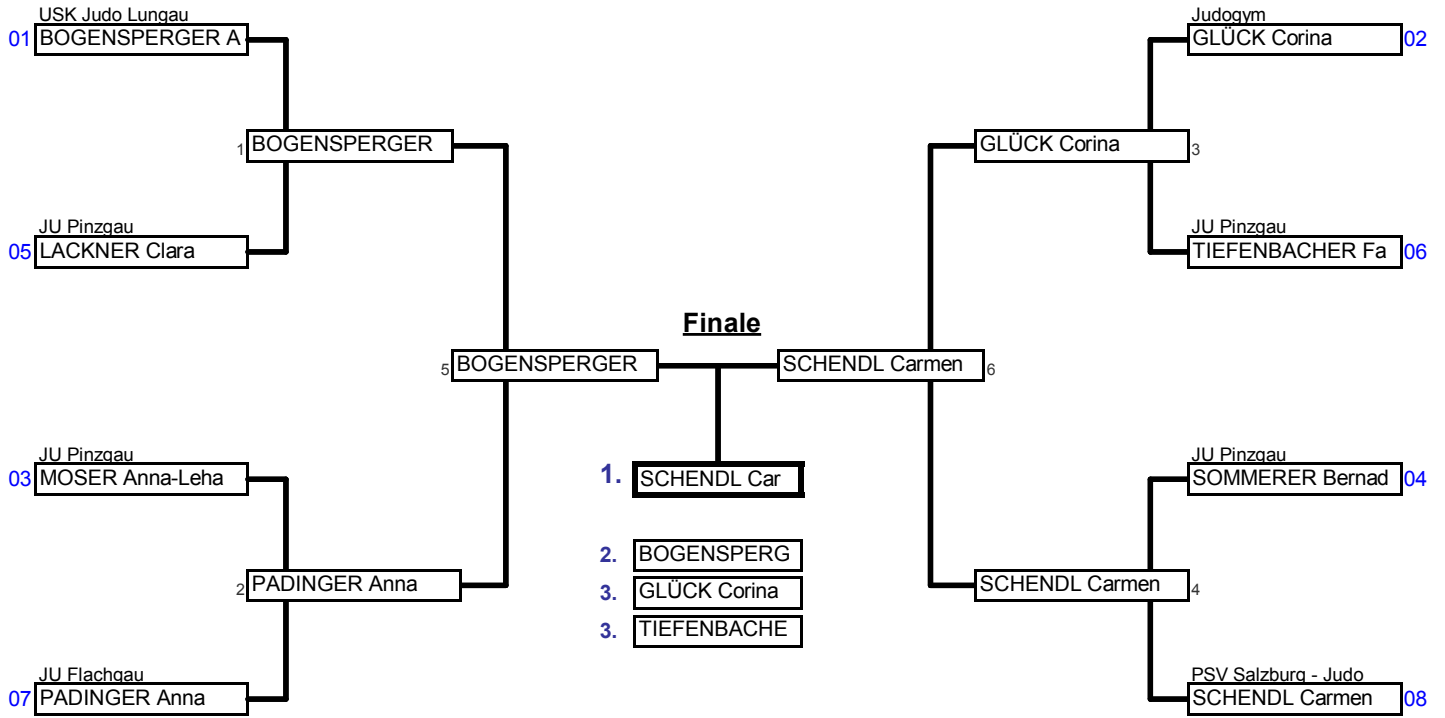 USK Judo Lungau
01 BOGENSPERGER A
1 BOGENSPERGER
JU Pinzgau
05 LACKNER Clara
5 BOGENSPERGER
JU Pinzgau
03 MOSER Anna-Leha
2 PADINGER Anna
JU Flachgau
07 PADINGER Anna
Finale
1. SCHENDL Car
2. BOGENSPERG
3. GLÜCK Corina
3. TIEFENBACHE
Judogym
GLÜCK Corina 02
GLÜCK Corina 3
JU Pinzgau
TIEFENBACHER Fa 06
SCHENDL Carmen 6
JU Pinzgau
SOMMERER Bernad 04
SCHENDL Carmen 4
PSV Salzburg - Judo
SCHENDL Carmen 08